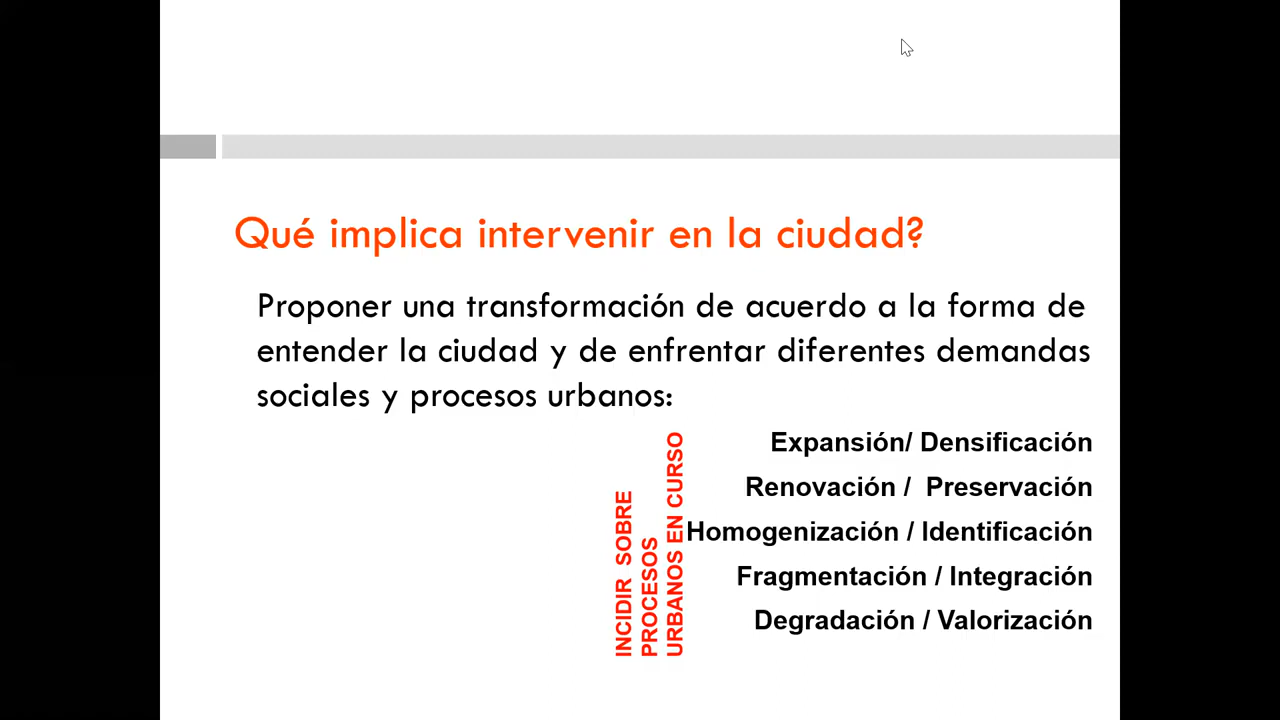 Qué implica intervenir en la ciudad?
Proponer una transformación de acuerdo a la forma de
entender la ciudad y de enfrentar diferentes demandas
sociales y procesos urbanos:
INCIDIR SOBRE
PROCESOS
URBANOS EN CURSO
Expansión/ Densificación
Renovación / Preservación
Homogenización / Identificación
Fragmentación / Integración
Degradación / Valorización